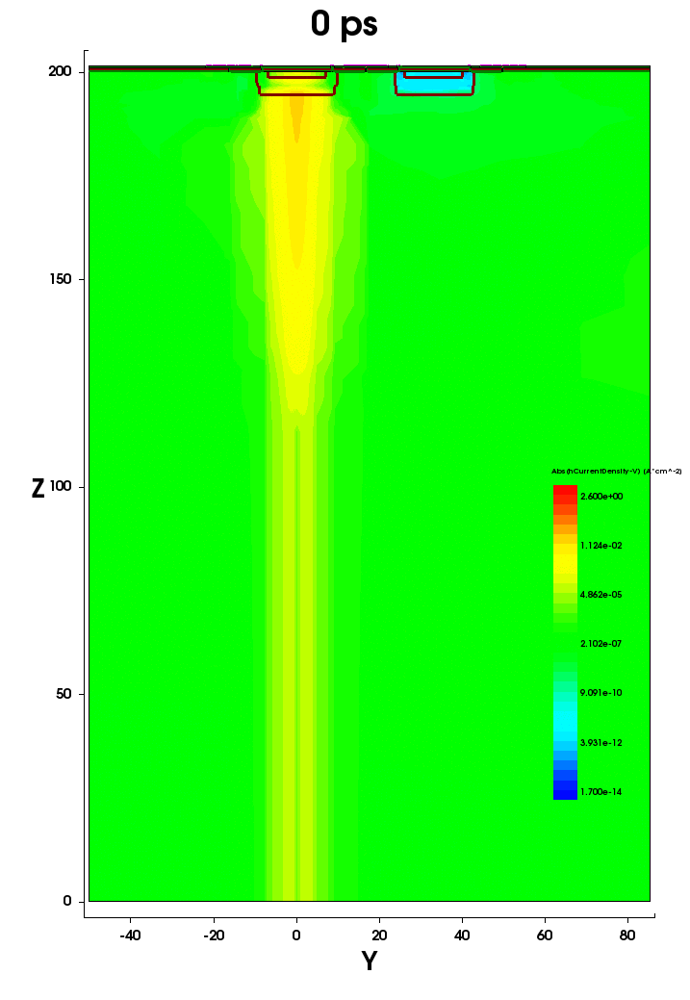 0 ps
200
150
Z 100
50
0
Abs(hCurrentDensity-V) (A*cm^-2)
2.600e+00
1.124e-02
4.862e-05
2.102e-07
9.091e-10
3.931e-12
1.700e-14
-40 -20 0 20 40 60 80
Y